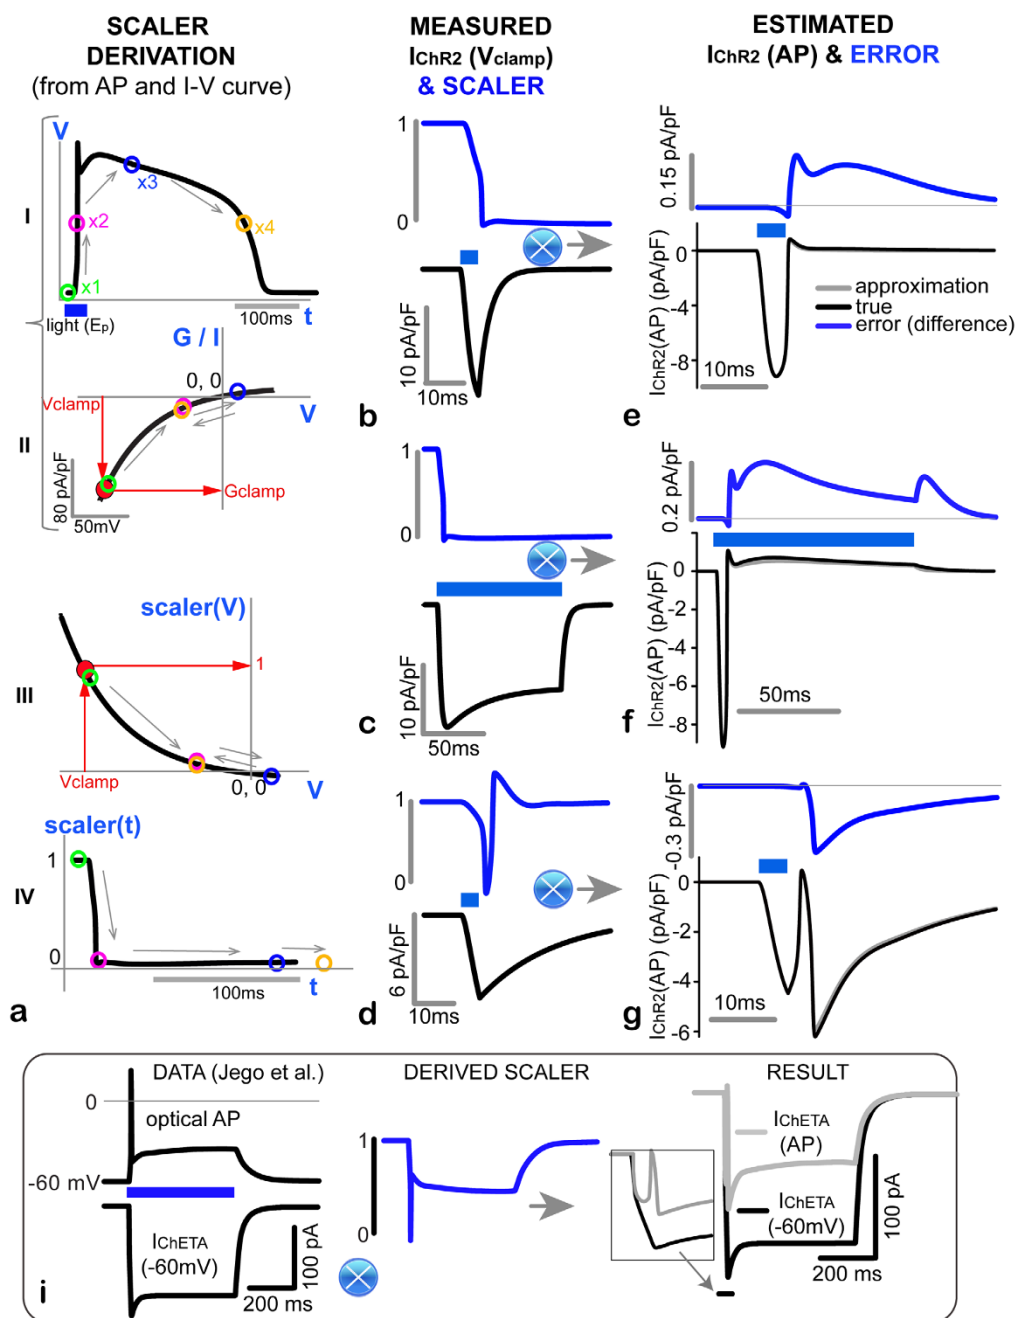 SCALER
DERIVATION
(from AP and I-V curve)
MEASURED
IChR2 (Vclamp)
& SCALER
ESTIMATED
IChR2 (AP) & ERROR
V
I
x1
x2
x3
x4
light (Ep)
100ms
t
G / I
0, 0
V
Vclamp
II
Gclamp
80 pA/pF
50mV
scaler(V)
1
III
Vclamp
0, 0
V
scaler(t)
1
IV
0
100ms
t
a
1
0
10 pA/pF
10ms
b
1
0
10 pA/pF
50ms
c
1
0
6 pA/pF
10ms
d
0.15 pA/pF
0
-4
-8
IChR2(AP) (pA/pF)
approximation
true
error (difference)
10ms
e
0.2 pA/pF
0
-2
-4
-6
-8
IChR2(AP) (pA/pF)
50ms
f
-0.3 pA/pF
0
-2
-4
-6
IChR2(AP) (pA/pF)
10ms
g
DATA (Jego et al.)
0
optical AP
-60 mV
IChETA
(-60mV)
100 pA
200 ms
i
DERIVED SCALER
1
0
RESULT
IChETA
(AP)
IChETA
(-60mV)
100 pA
200 ms